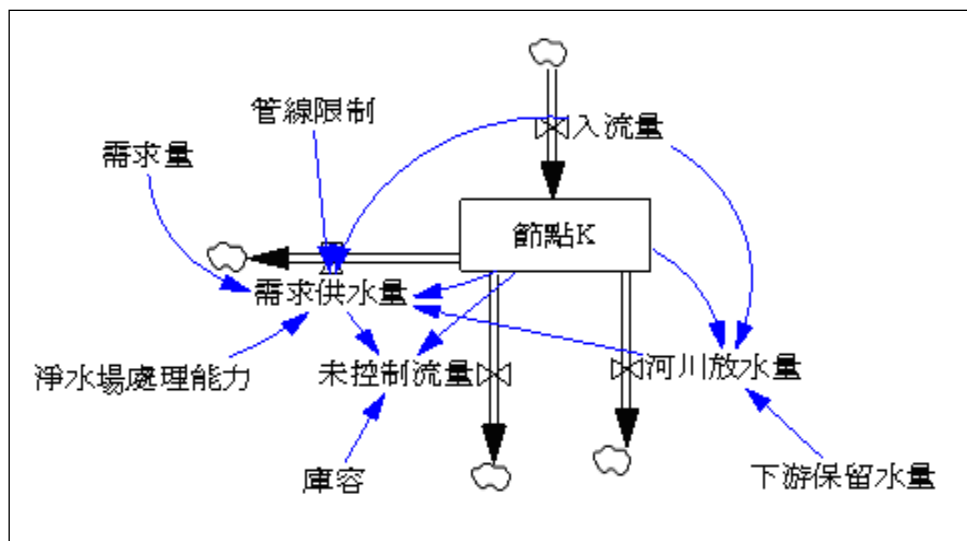 管線限制
入流量
需求量
節點K
需求供水量
淨水場處理能力
未控制流量
河川放水量
庫容
下游保留水量